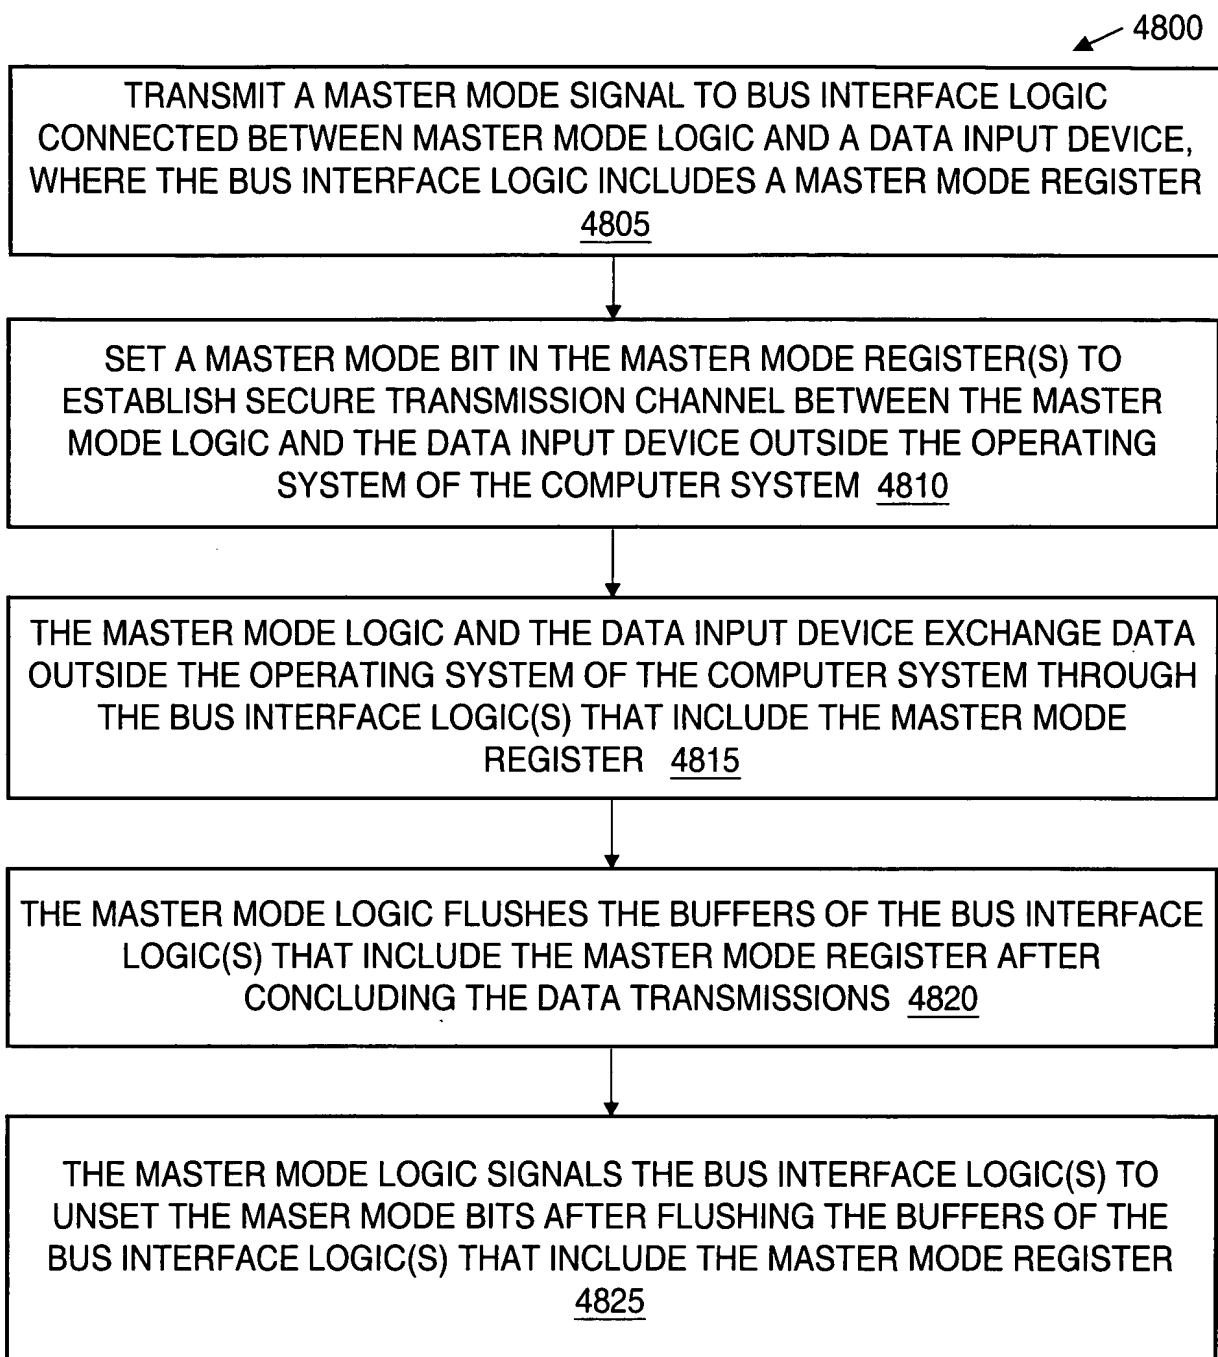 4800
TRANSMIT A MASTER MODE SIGNAL TO BUS INTERFACE LOGIC
CONNECTED BETWEEN MASTER MODE LOGIC AND A DATA INPUT DEVICE,
WHERE THE BUS INTERFACE LOGIC INCLUDES A MASTER MODE REGISTER
4805
SET A MASTER MODE BIT IN THE MASTER MODE REGISTER(S) TO
ESTABLISH SECURE TRANSMISSION CHANNEL BETWEEN THE MASTER
MODE LOGIC AND THE DATA INPUT DEVICE OUTSIDE THE OPERATING
SYSTEM OF THE COMPUTER SYSTEM 4810
THE MASTER MODE LOGIC AND THE DATA INPUT DEVICE EXCHANGE DATA
OUTSIDE THE OPERATING SYSTEM OF THE COMPUTER SYSTEM THROUGH
THE BUS INTERFACE LOGIC(S) THAT INCLUDE THE MASTER MODE
REGISTER 4815
THE MASTER MODE LOGIC FLUSHES THE BUFFERS OF THE BUS INTERFACE
LOGIC(S) THAT INCLUDE THE MASTER MODE REGISTER AFTER
CONCLUDING THE DATA TRANSMISSIONS 4820
THE MASTER MODE LOGIC SIGNALS THE BUS INTERFACE LOGIC(S) TO
UNSET THE MASER MODE BITS AFTER FLUSHING THE BUFFERS OF THE
BUS INTERFACE LOGIC(S) THAT INCLUDE THE MASTER MODE REGISTER
4825